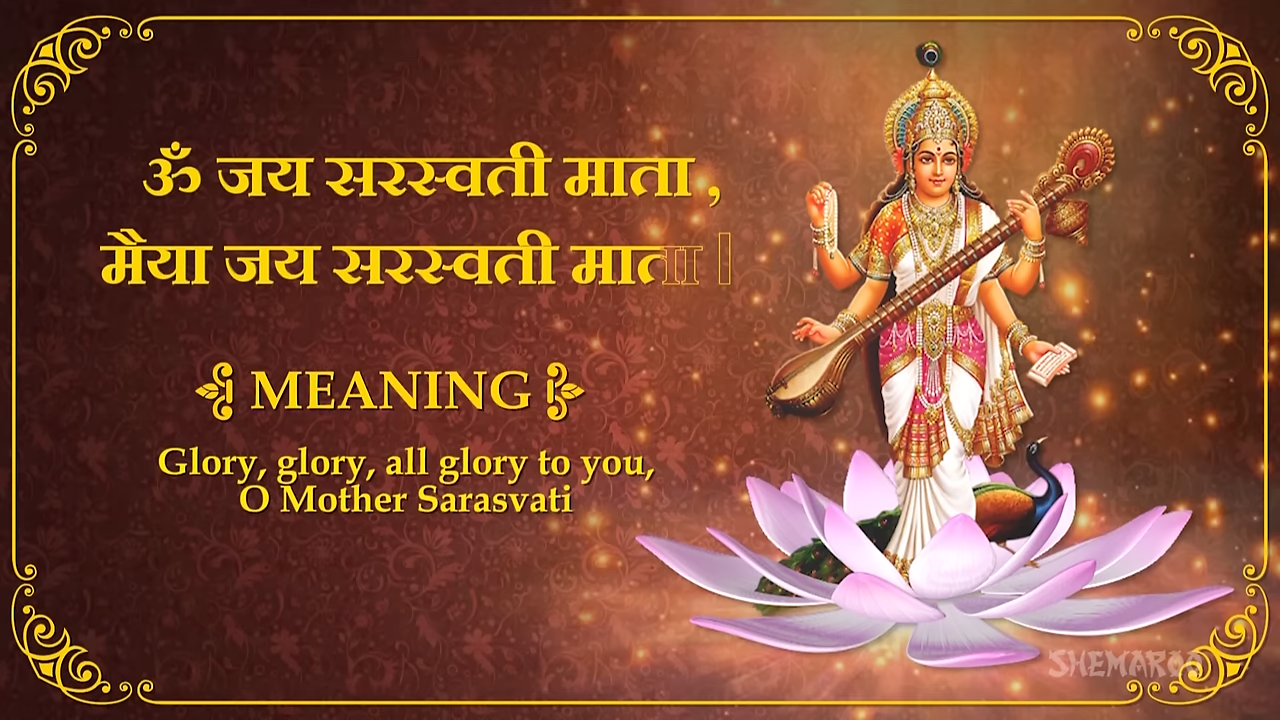 ॐ जय सरस्वती माता ,
मैया जय सरस्वती माता |
MEANING
Glory, glory, all glory to you,
O Mother Sarasvati
SHEMAROO